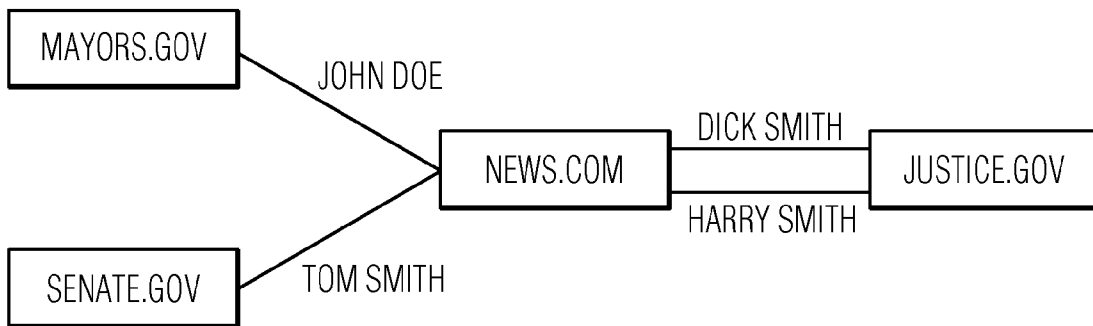 MAYORS.GOV
JOHN DOE
DICK SMITH
NEWS.COM
JUSTICE.GOV
HARRY SMITH
TOM SMITH
SENATE.GOV